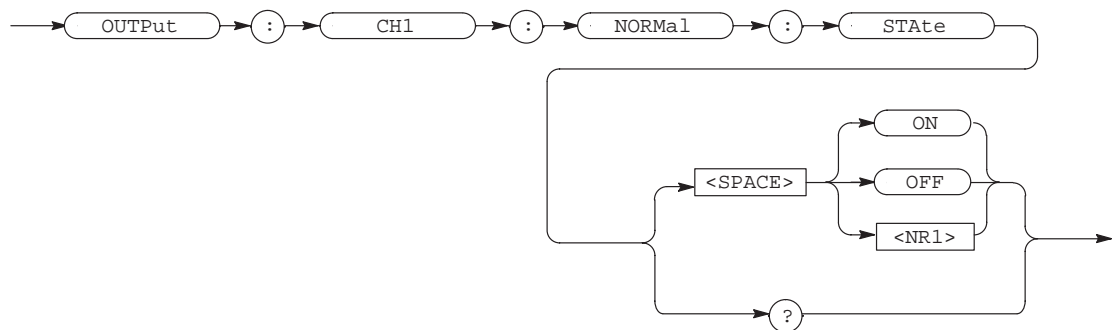 OUTPut : CH1 : NORMal : STAte
ON
<SPACE> OFF
<NR1>
?